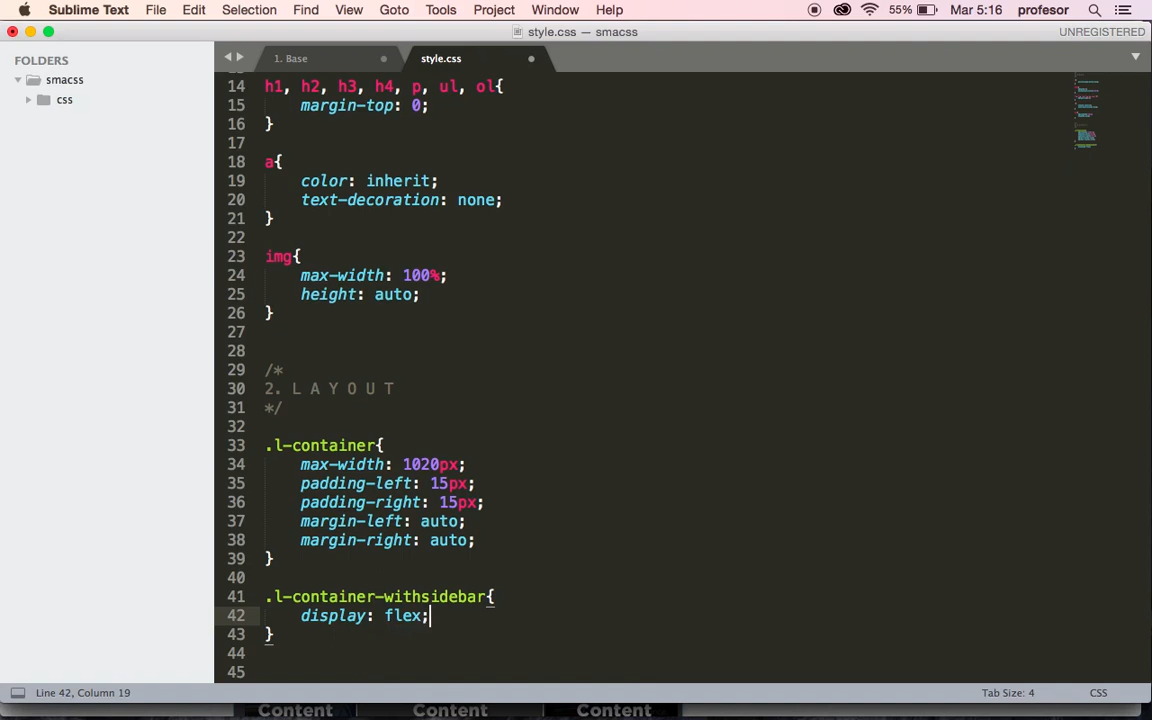 Sublime Text File Edit Selection Find View Goto Tools Project Window Help 55% Mar 5:16 profesor
style.css — smacss UNREGISTERED
FOLDERS
smacss
css
1. Base style.css
14 h1, h2, h3, h4, p, ul, ol{
15 margin-top: 0;
16 }
17
18 a{
19 color: inherit;
20 text-decoration: none;
21 }
22
23 img{
24 max-width: 100%;
25 height: auto;
26 }
27
28
29 /*
30 2. L A Y O U T
31 */
32
33 .l-container{
34 max-width: 1020px;
35 padding-left: 15px;
36 padding-right: 15px;
37 margin-left: auto;
38 margin-right: auto;
39 }
40
41 .l-container-withsidebar{
42 display: flex;
43 }
44
45
Line 42, Column 19 Tab Size: 4 CSS
Content Content Content